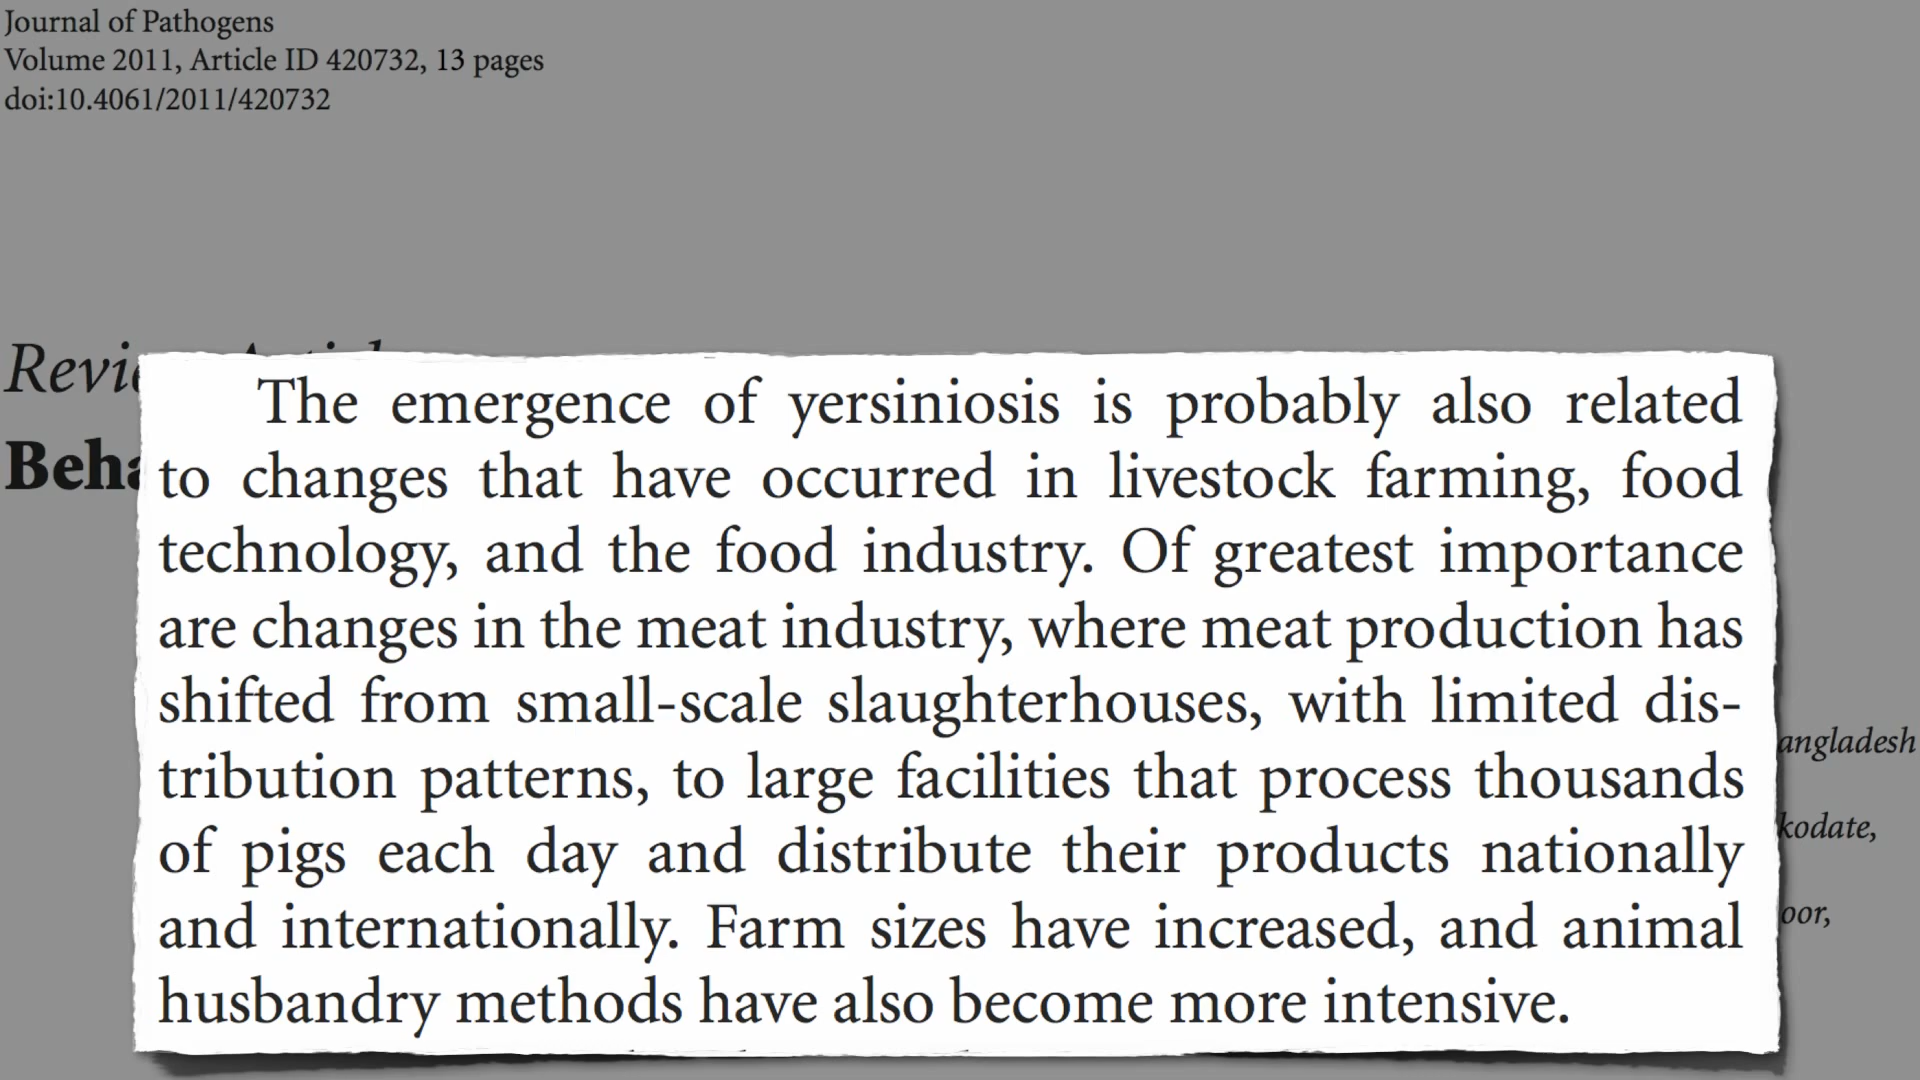 Journal of Pathogens
Volume 2011, Article ID 420732, 13 pages
doi:10.4061/2011/420732
The emergence of yersiniosis is probably also related
to changes that have occurred in livestock farming, food
technology, and the food industry. Of greatest importance
are changes in the meat industry, where meat production has
shifted from small-scale slaughterhouses, with limited dis-
tribution patterns, to large facilities that process thousands
of pigs each day and distribute their products nationally
and internationally. Farm sizes have increased, and animal
husbandry methods have also become more intensive.